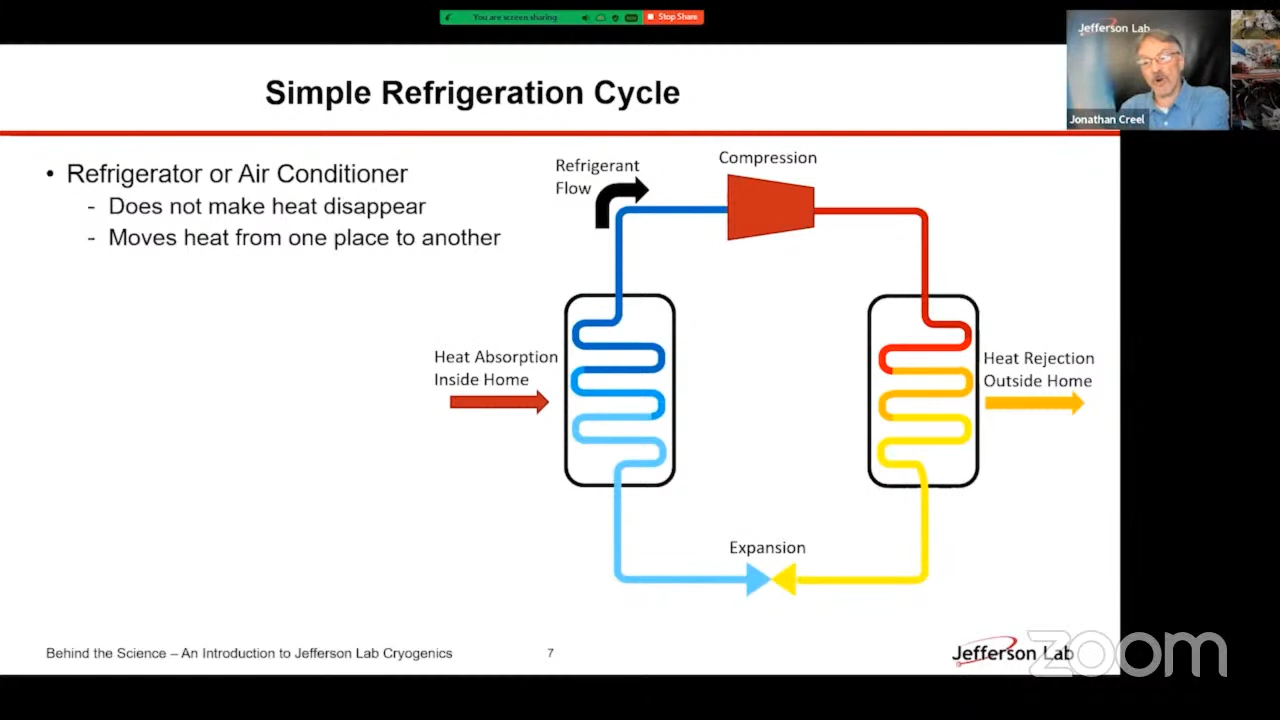 You are screen sharing
Stop Share
Jefferson Lab
Jonathan Creel
Simple Refrigeration Cycle
• Refrigerator or Air Conditioner
- Does not make heat disappear
- Moves heat from one place to another
Refrigerant
Flow
Compression
Heat Absorption
Inside Home
Heat Rejection
Outside Home
Expansion
Behind the Science – An Introduction to Jefferson Lab Cryogenics
7
Jefferson Lab
zoom